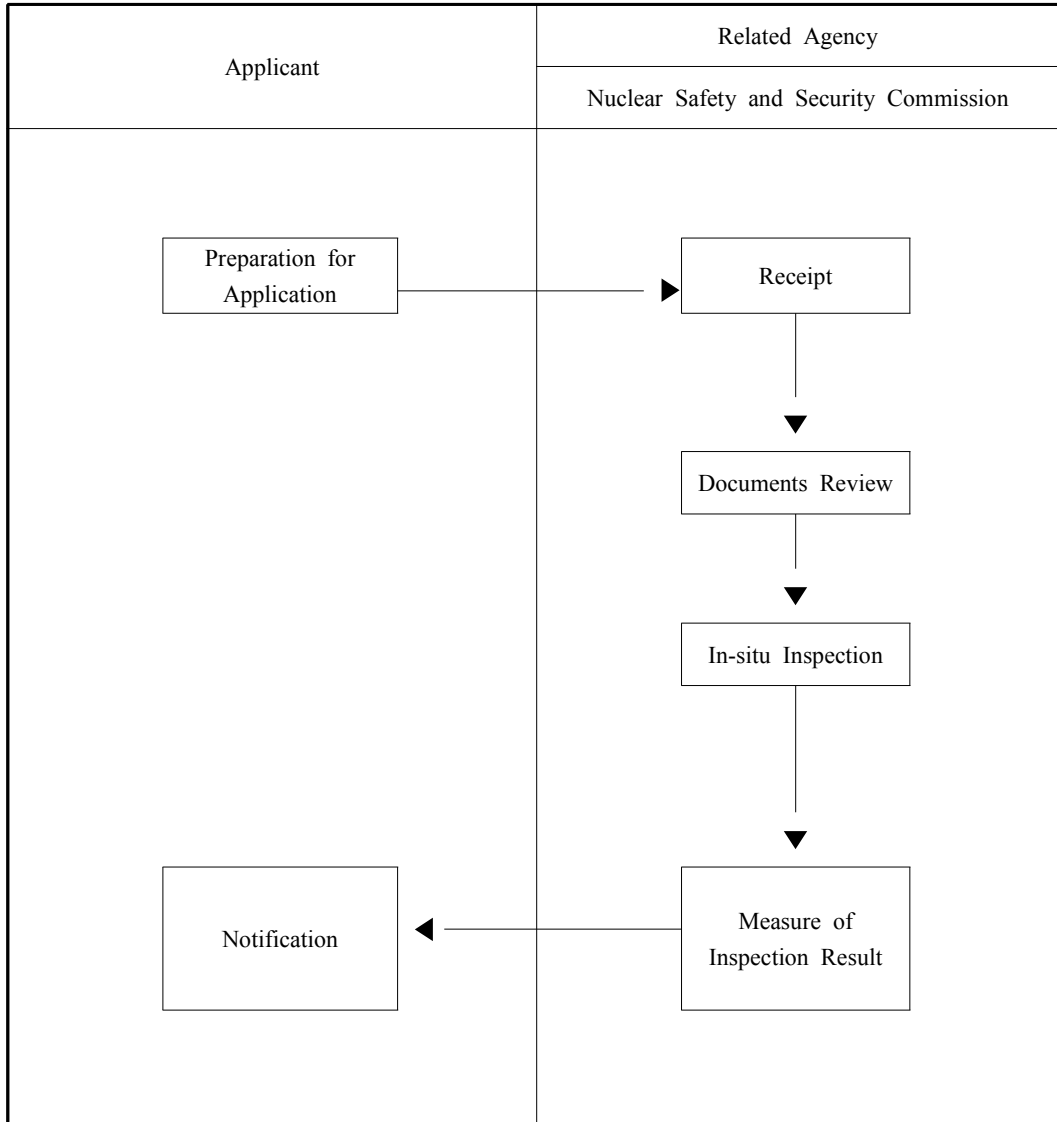 Applicant
Related Agency
Nuclear Safety and Security Commission
Preparation for
Application
Receipt
Documents Review
In-situ Inspection
Measure of
Inspection Result
Notification